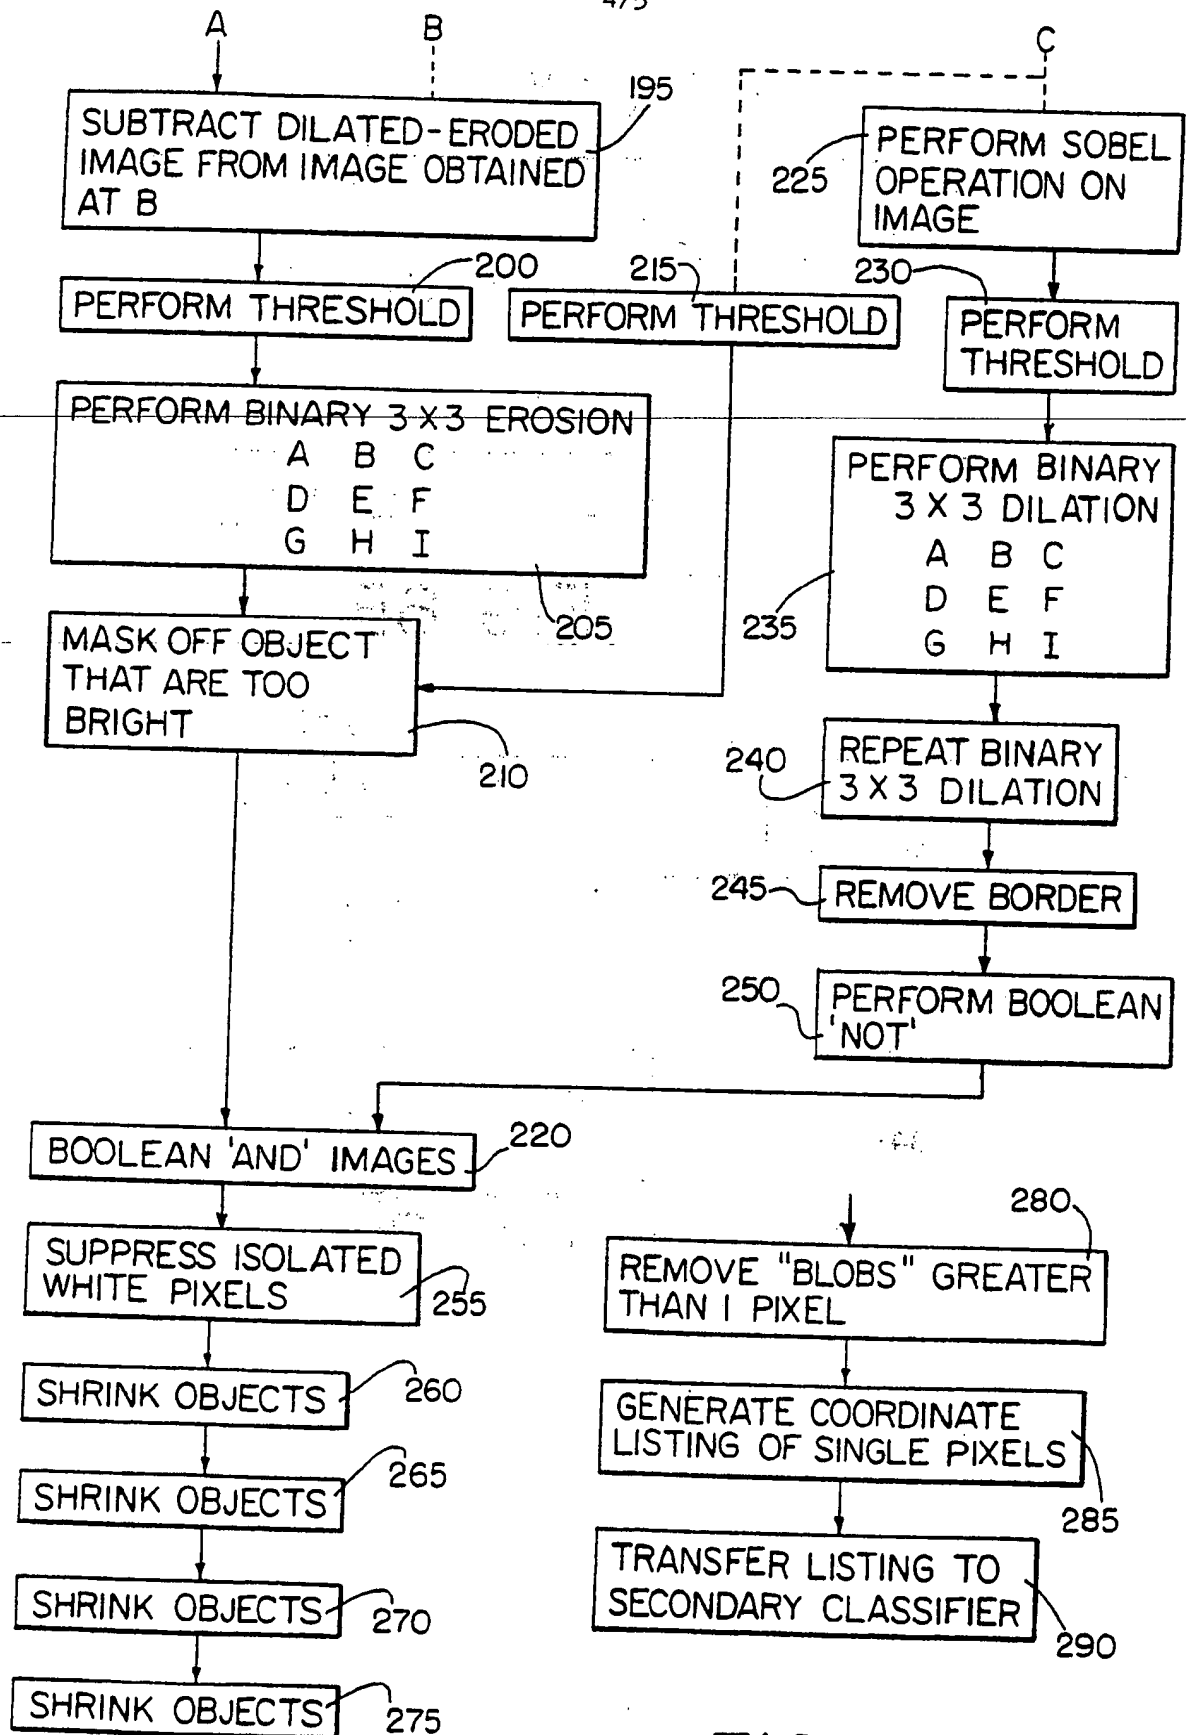 4/5
A
B
C
195
SUBTRACT DILATED-ERODED
IMAGE FROM IMAGE OBTAINED
AT B
225
PERFORM SOBEL
OPERATION ON
IMAGE
200
PERFORM THRESHOLD
215
PERFORM THRESHOLD
230
PERFORM
THRESHOLD
PERFORM BINARY 3 X 3 EROSION
A B C
D E F
G H I
205
PERFORM BINARY
3 X 3 DILATION
A B C
D E F
G H I
235
MASK OFF OBJECT
THAT ARE TOO
BRIGHT
210
240
REPEAT BINARY
3 X 3 DILATION
245
REMOVE BORDER
250
PERFORM BOOLEAN
'NOT'
BOOLEAN 'AND' IMAGES
220
SUPPRESS ISOLATED
WHITE PIXELS
255
SHRINK OBJECTS
260
SHRINK OBJECTS
265
SHRINK OBJECTS
270
SHRINK OBJECTS
275
280
REMOVE "BLOBS" GREATER
THAN 1 PIXEL
GENERATE COORDINATE
LISTING OF SINGLE PIXELS
285
TRANSFER LISTING TO
SECONDARY CLASSIFIER
290